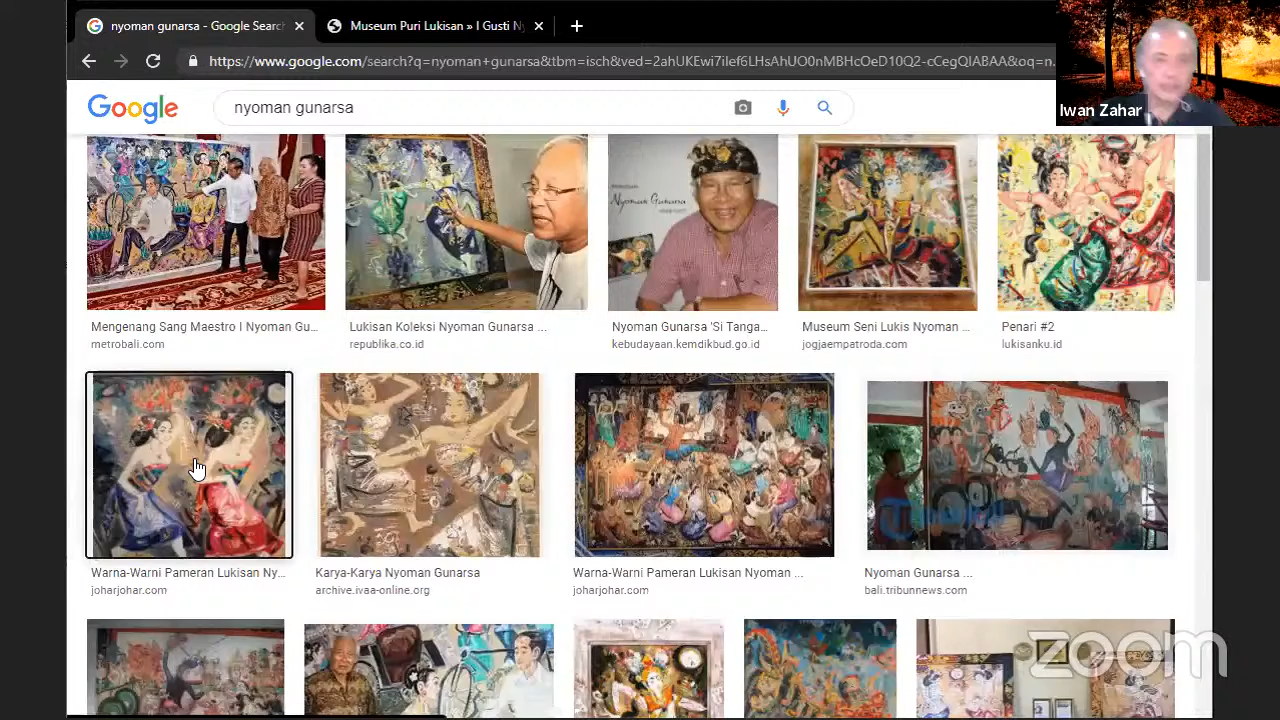 nyoman gunarsa - Google Searc
Museum Puri Lukisan » I Gusti N
https://www.google.com/search?q=nyoman+gunarsa&tbm=isch&ved=2ahUKEwi7ilef6LHsAhUO0nMBHcOeD10Q2-cCegQIABAA&oq=n.
Iwan Zahar
Google
nyoman gunarsa
Nyoman Gunarsa
Mengenang Sang Maestro I Nyoman Gu...
metrobali.com
Lukisan Koleksi Nyoman Gunarsa ...
republika.co.id
Nyoman Gunarsa 'Si Tanga...
kebudayaan.kemdikbud.go.id
Museum Seni Lukis Nyoman ...
jogjaempatroda.com
Penari #2
lukisanku.id
Warna-Warni Pameran Lukisan Ny...
joharjohar.com
Karya-Karya Nyoman Gunarsa
archive.ivaa-online.org
Warna-Warni Pameran Lukisan Nyoman ...
joharjohar.com
Nyoman Gunarsa ...
bali.tribunnews.com
zoom